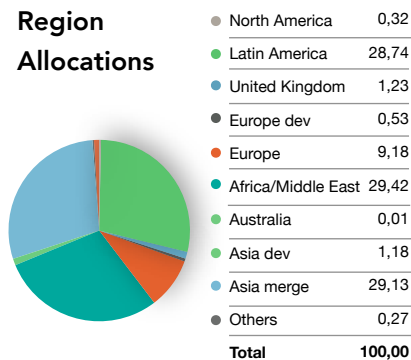 Region
Allocations
North America 0,32
Latin America 28,74
United Kingdom 1,23
Europe dev 0,53
Europe 9,18
Africa/Middle East 29,42
Australia 0,01
Asia dev 1,18
Asia merge 29,13
Others 0,27
Total 100,00